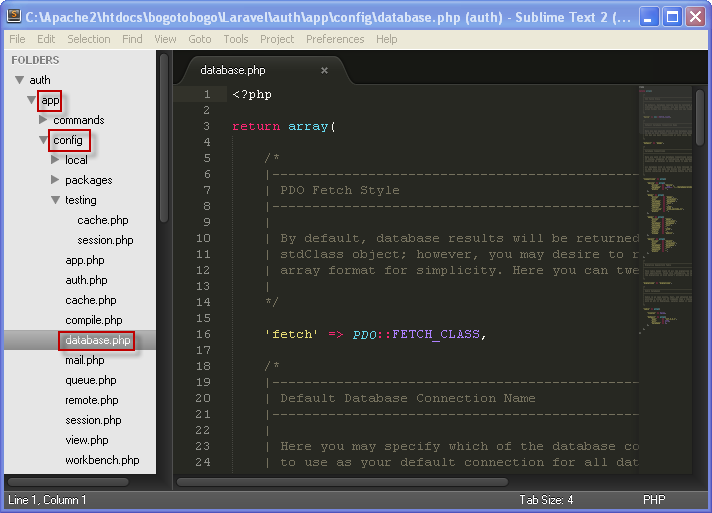 C:\Apache2\htdocs\bogotobogo\Laravel\auth\app\config\database.php (auth) - Sublime Text 2 (...
File Edit Selection Find View Goto Tools Project Preferences Help
FOLDERS
auth
app
commands
config
local
packages
testing
cache.php
session.php
app.php
auth.php
cache.php
compile.php
database.php
mail.php
queue.php
remote.php
session.php
view.php
workbench.php
database.php ×
1 <?php
2
3 return array(
4
5 /*
6 |--------------------------------------------
7 | PDO Fetch Style
8 |--------------------------------------------
9 |
10 | By default, database results will be returned
11 | stdClass object; however, you may desire to r
12 | array format for simplicity. Here you can twe
13 |
14 */
15
16 'fetch' => PDO::FETCH_CLASS,
17
18 /*
19 |--------------------------------------------
20 | Default Database Connection Name
21 |--------------------------------------------
22 |
23 | Here you may specify which of the database co
24 | to use as your default connection for all dat
Line 1, Column 1 Tab Size: 4 PHP